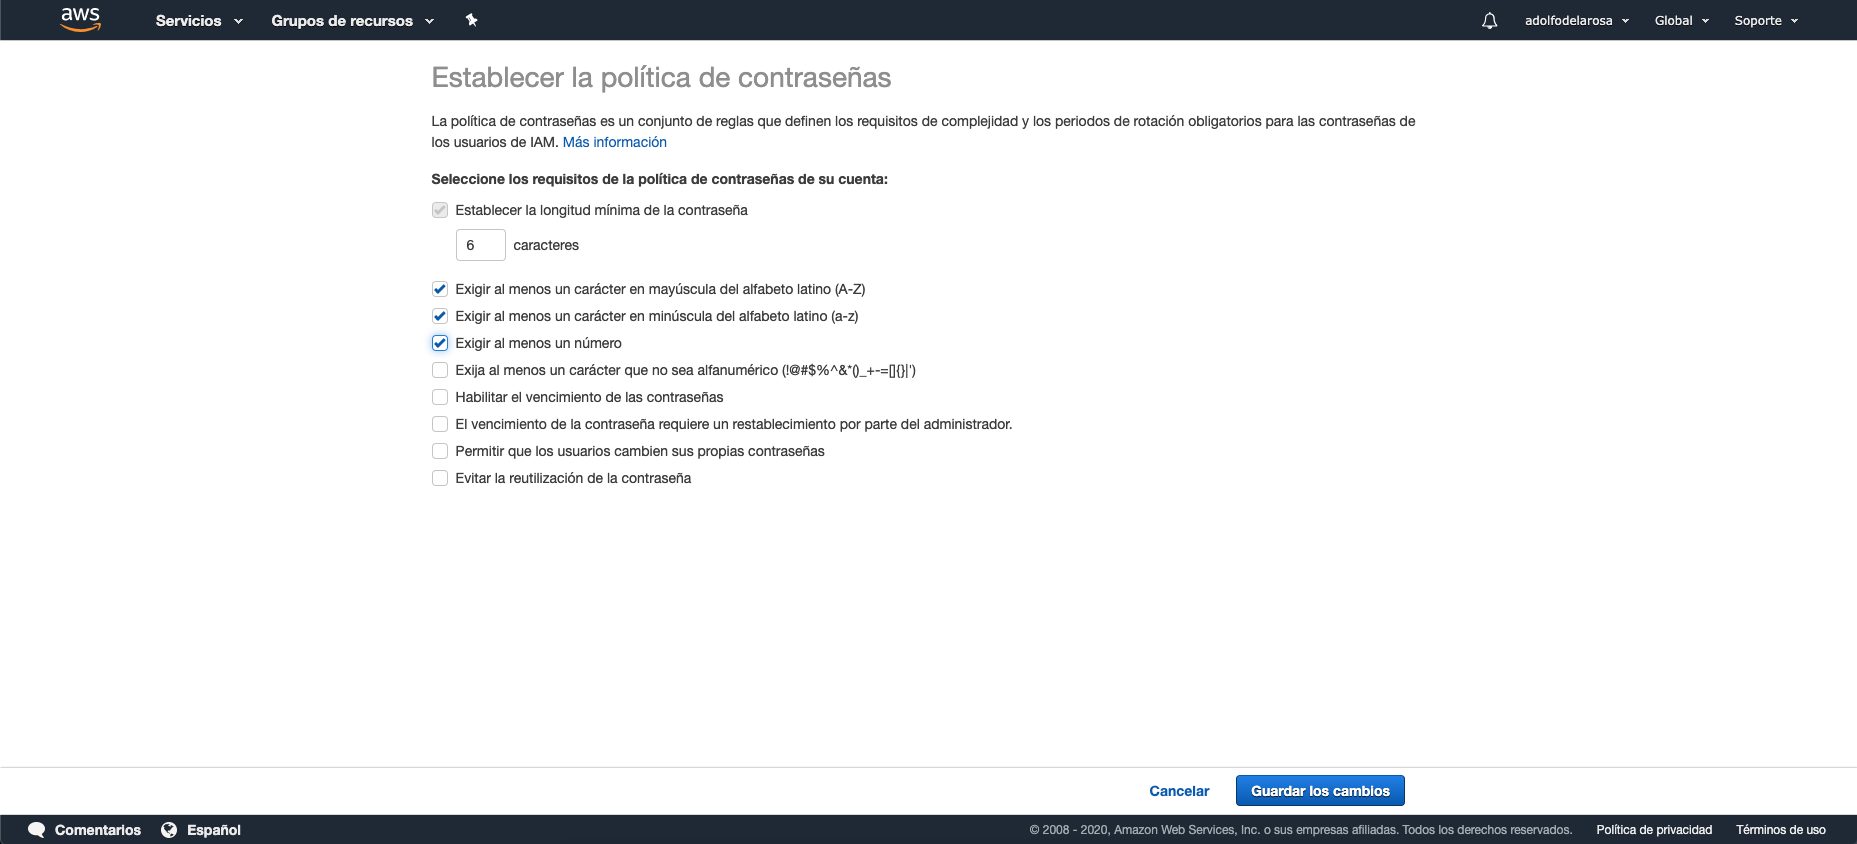 aws
Servicios
Grupos de recursos
adolfodelarosa
Global
Soporte
Establecer la política de contraseñas
La política de contraseñas es un conjunto de reglas que definen los requisitos de complejidad y los periodos de rotación obligatorios para las contraseñas de
los usuarios de IAM. Más información
Seleccione los requisitos de la política de contraseñas de su cuenta:
Establecer la longitud mínima de la contraseña
6 caracteres
Exigir al menos un carácter en mayúscula del alfabeto latino (A-Z)
Exigir al menos un carácter en minúscula del alfabeto latino (a-z)
Exigir al menos un número
Exija al menos un carácter que no sea alfanumérico (!@#$%^&*()_+-=[]{}|')
Habilitar el vencimiento de las contraseñas
El vencimiento de la contraseña requiere un restablecimiento por parte del administrador.
Permitir que los usuarios cambien sus propias contraseñas
Evitar la reutilización de la contraseña
Cancelar
Guardar los cambios
Comentarios
Español
© 2008 - 2020, Amazon Web Services, Inc. o sus empresas afiliadas. Todos los derechos reservados.
Política de privacidad
Términos de uso